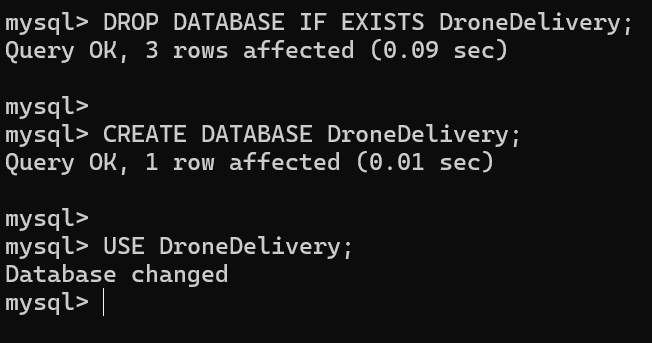 mysql> DROP DATABASE IF EXISTS DroneDelivery;
Query OK, 3 rows affected (0.09 sec)
mysql>
mysql> CREATE DATABASE DroneDelivery;
Query OK, 1 row affected (0.01 sec)
mysql>
mysql> USE DroneDelivery;
Database changed
mysql>